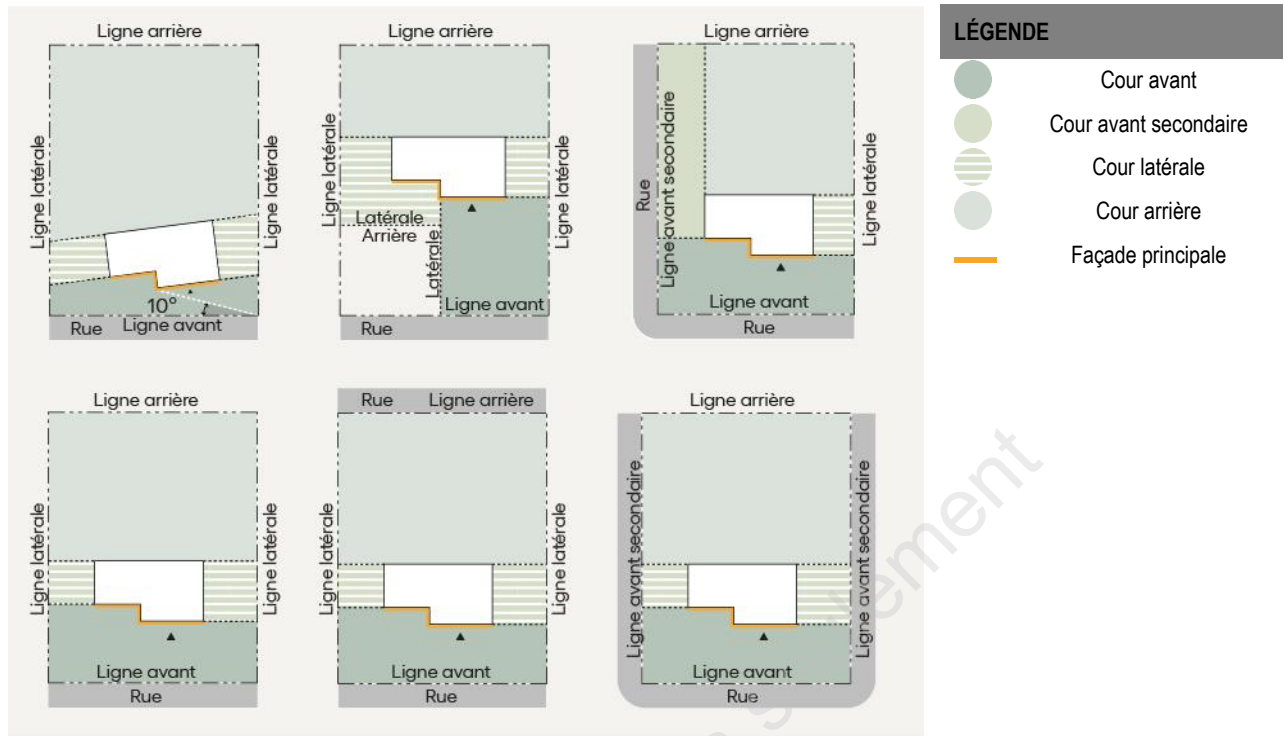 Ligne arrière
Ligne latérale
Ligne latérale
10°
Rue Ligne avant
Ligne arrière
Ligne latérale
Ligne latérale
Latérale
Arrière
Latérale
Ligne avant
Rue
Ligne arrière
Rue
Ligne avant secondaire
Ligne latérale
Ligne avant
Rue
LÉGENDE
Cour avant
Cour avant secondaire
Cour latérale
Cour arrière
Façade principale
Ligne arrière
Ligne latérale
Ligne latérale
Ligne avant
Rue
Rue Ligne arrière
Ligne latérale
Ligne latérale
Ligne avant
Rue
Ligne arrière
Ligne avant secondaire
Ligne avant secondaire
Ligne avant
Rue